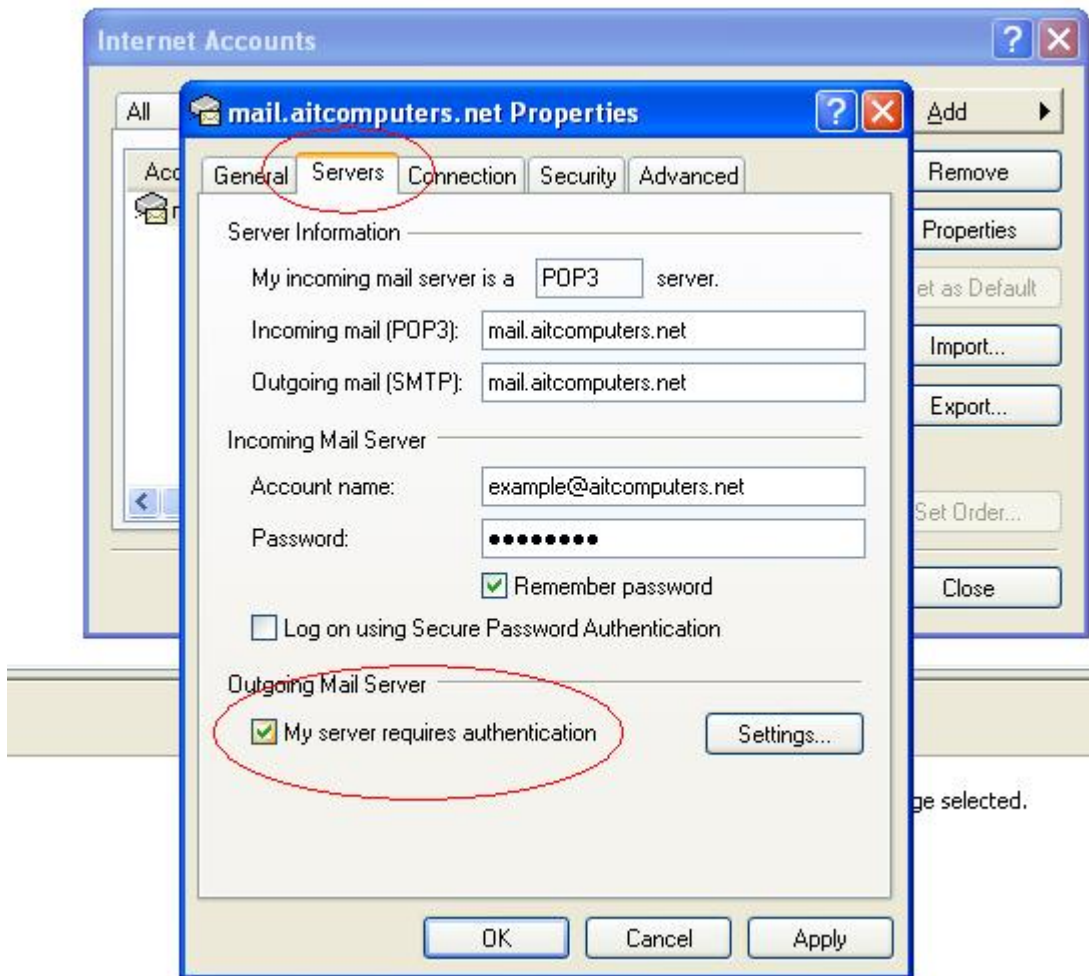 Internet Accounts
All
mail.aitcomputers.net Properties
Add
Acc
General Servers Connection Security Advanced
Remove
Server Information
Properties
My incoming mail server is a POP3 server.
et as Default
Incoming mail (POP3): mail.aitcomputers.net
Import...
Outgoing mail (SMTP): mail.aitcomputers.net
Export...
Incoming Mail Server
Account name: example@aitcomputers.net
Set Order...
Password: ●●●●●●●●
Remember password
Close
Log on using Secure Password Authentication
Outgoing Mail Server
My server requires authentication
Settings...
ge selected.
OK Cancel Apply